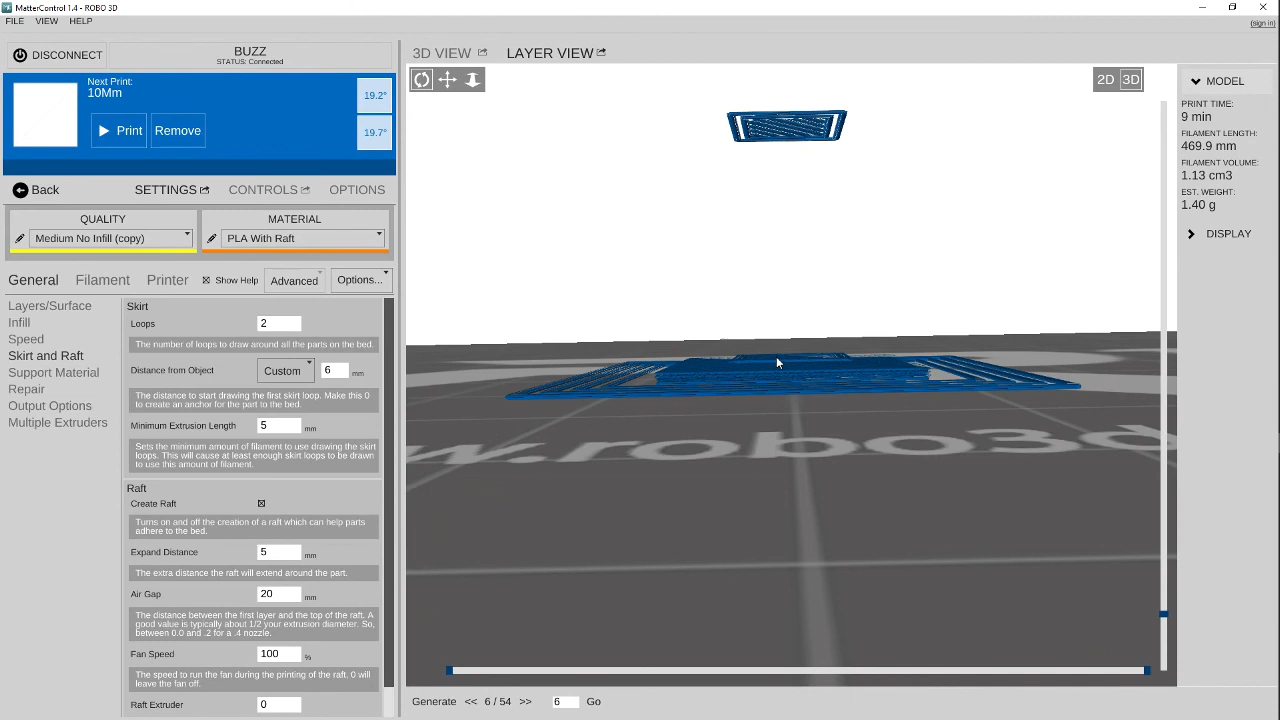 MatterControl 1.4 - ROBO 3D
FILE VIEW HELP
(sign in)
DISCONNECT
BUZZ
STATUS: Connected
Next Print:
10Mm
19.2°
Print Remove
19.7°
Back SETTINGS CONTROLS OPTIONS
QUALITY MATERIAL
Medium No Infill (copy) PLA With Raft
General Filament Printer Show Help Advanced Options...
Layers/Surface
Infill
Speed
Skirt and Raft
Support Material
Repair
Output Options
Multiple Extruders
Skirt
Loops 2
The number of loops to draw around all the parts on the bed.
Distance from Object Custom 6 mm
The distance to start drawing the first skirt loop. Make this 0
to create an anchor for the part to the bed.
Minimum Extrusion Length 5 mm
Sets the minimum amount of filament to use drawing the skirt
loops. This will cause at least enough skirt loops to be drawn
to use this amount of filament.
Raft
Create Raft
Turns on and off the creation of a raft which can help parts
adhere to the bed.
Expand Distance 5 mm
The extra distance the raft will extend around the part.
Air Gap 20 mm
The distance between the first layer and the top of the raft. A
good value is typically about 1/2 your extrusion diameter. So,
between 0.0 and .2 for a .4 nozzle.
Fan Speed 100 %
The speed to run the fan during the printing of the raft. 0 will
leave the fan off.
Raft Extruder 0
3D VIEW LAYER VIEW
2D 3D
w.robo3d
Generate << 6 / 54 >> 6 Go
MODEL
PRINT TIME:
9 min
FILAMENT LENGTH:
469.9 mm
FILAMENT VOLUME:
1.13 cm3
EST. WEIGHT:
1.40 g
DISPLAY